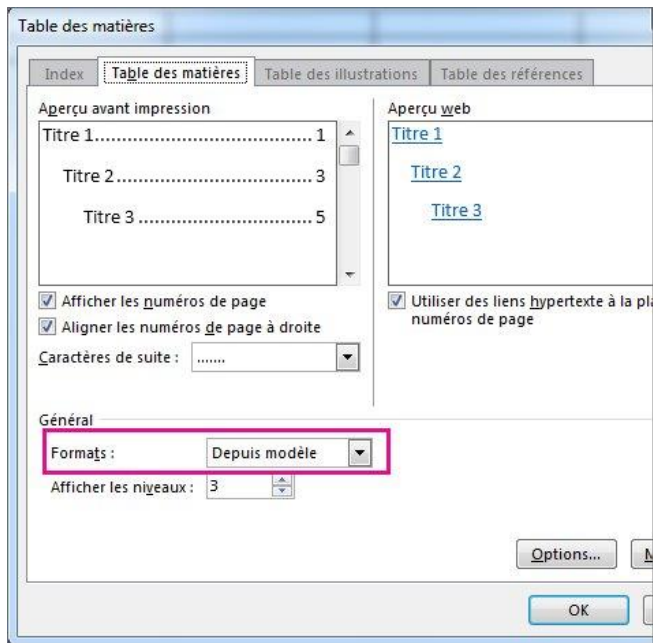 Table des matières
Index Table des matières Table des illustrations Table des références
Aperçu avant impression
Titre 1.................................... 1
Titre 2................................ 3
Titre 3 ............................... 5
Aperçu web
Titre 1
Titre 2
Titre 3
Afficher les numéros de page
Aligner les numéros de page à droite
Caractères de suite : .......
Utiliser des liens hypertexte à la
numéros de page
Général
Formats : Depuis modèle
Afficher les niveaux : 3
Options...
OK